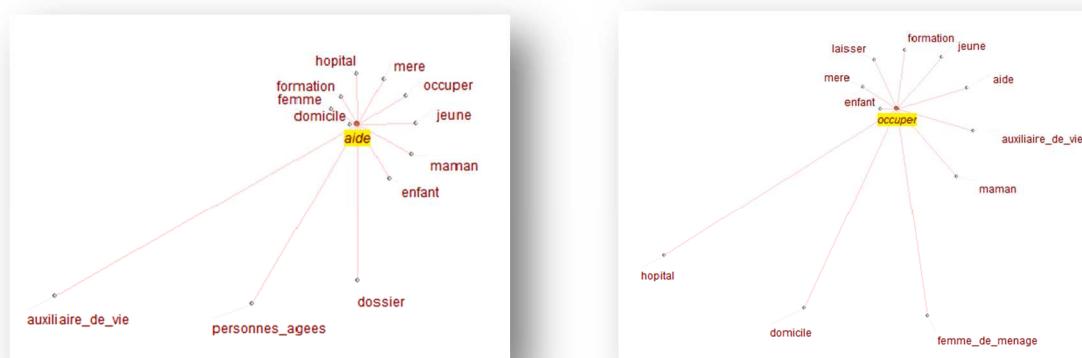 hopital
mere
formation
occuper
femme
domicile
jeune
aide
maman
enfant
auxiliaire_de_vie
personnes_agees
dossier
formation
laisser
jeune
mere
aide
enfant
occuper
auxiliaire_de_vie
maman
hopital
domicile
femme_de_menage